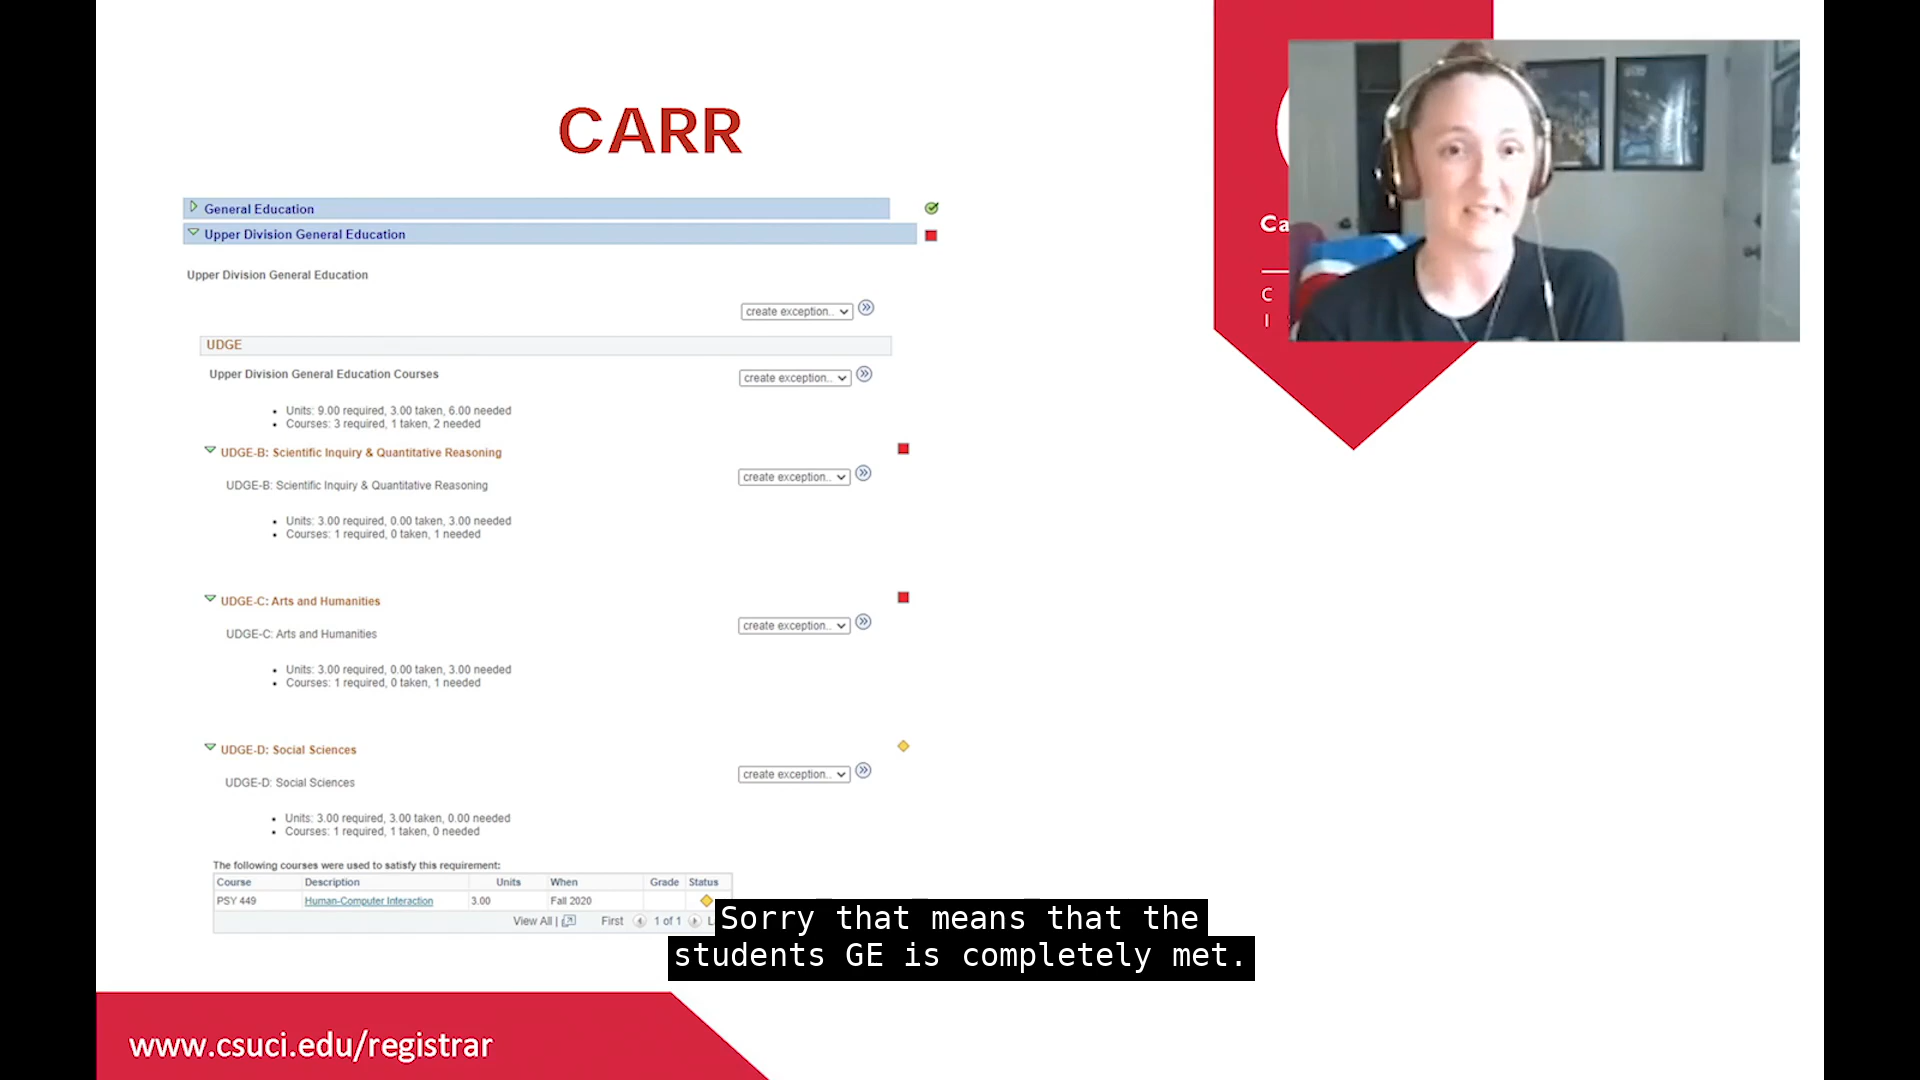 CARR
General Education
Upper Division General Education
Upper Division General Education
create exception..
UDGE
Upper Division General Education Courses
create exception..
Units: 9.00 required, 3.00 taken, 6.00 needed
Courses: 3 required, 1 taken, 2 needed
UDGE-B: Scientific Inquiry & Quantitative Reasoning
create exception..
UDGE-B: Scientific Inquiry & Quantitative Reasoning
Units: 3.00 required, 0.00 taken, 3.00 needed
Courses: 1 required, 0 taken, 1 needed
UDGE-C: Arts and Humanities
create exception..
UDGE-C: Arts and Humanities
Units: 3.00 required, 0.00 taken, 3.00 needed
Courses: 1 required, 0 taken, 1 needed
UDGE-D: Social Sciences
create exception..
UDGE-D: Social Sciences
Units: 3.00 required, 3.00 taken, 0.00 needed
Courses: 1 required, 1 taken, 0 needed
The following courses were used to satisfy this requirement:
Course Description Units When Grade Status
PSY 449 Human-Computer Interaction 3.00 Fall 2020
View All | First 1 of 1 L
Ca
C
I
Sorry that means that the
students GE is completely met.
www.csuci.edu/registrar